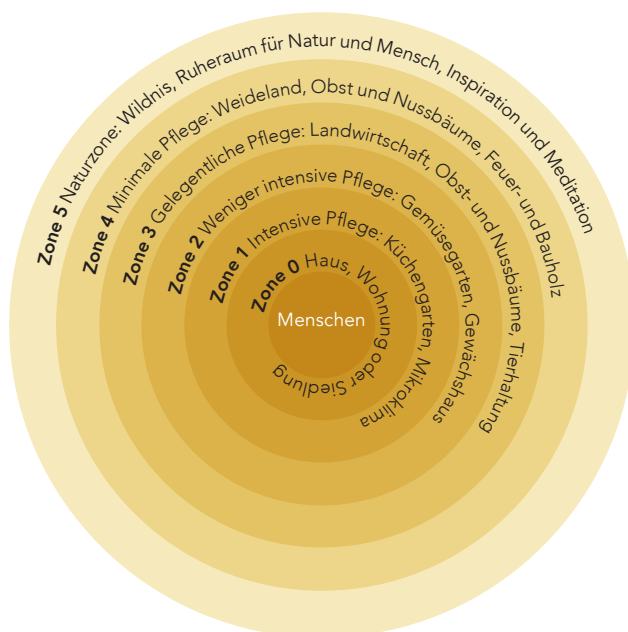 Zone 5 Naturzone: Wildnis, Ruheraum für Natur und Mensch, Inspiration und Meditation
Zone 4 Minimale Pflege: Weideland, Obst und Nussbäume, Feuer- und Bauholz
Zone 3 Gelegentliche Pflege: Landwirtschaft, Obst- und Nussbäume, Tierhaltung
Zone 2 Weniger intensive Pflege: Gemüsegarten, Gewächshaus
Zone 1 Intensive Pflege: Küchengarten, Mikroklima
Zone 0 Haus, Wohnung oder Siedlung
Menschen